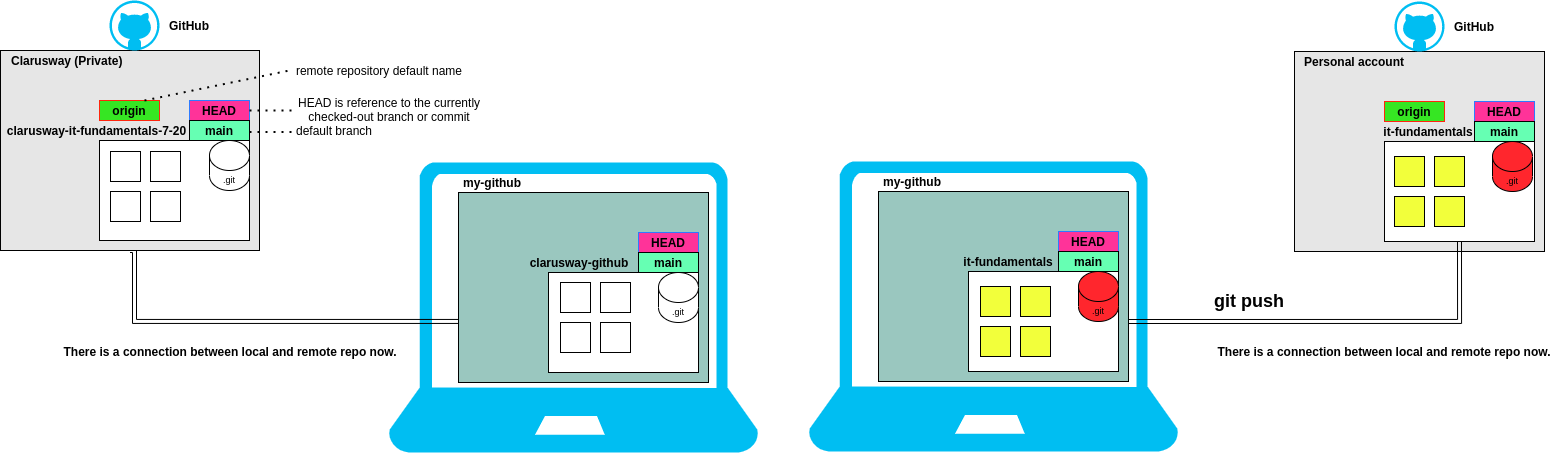 GitHub
Clarusway (Private)
remote repository default name
origin
HEAD
HEAD is reference to the currently
checked-out branch or commit
clarusway-it-fundamentals-7-20
main
default branch
.git
There is a connection between local and remote repo now.
my-github
HEAD
clarusway-github
main
.git
my-github
HEAD
it-fundamentals
main
.git
git push
GitHub
Personal account
origin
HEAD
it-fundamentals
main
.git
There is a connection between local and remote repo now.